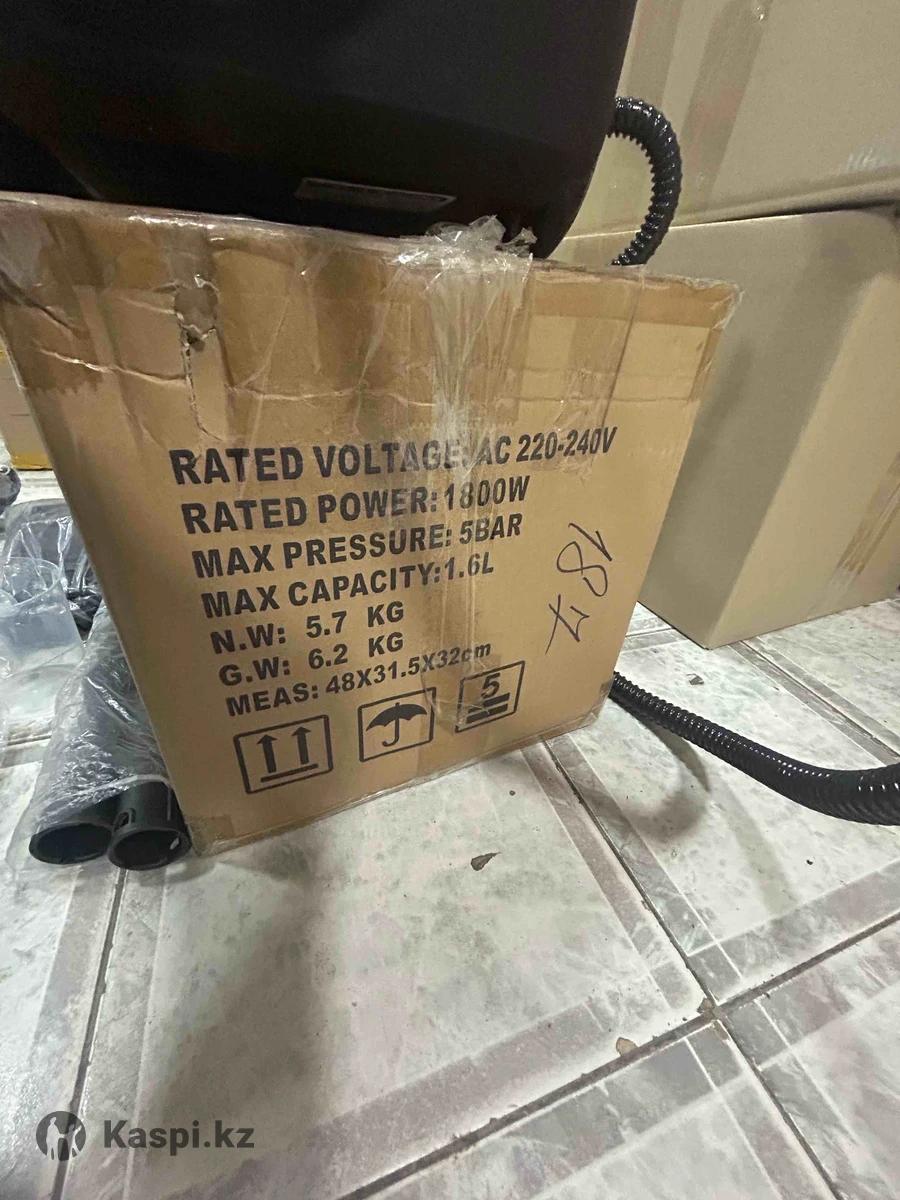 RATED VOLTAGE: AC 220-240V
RATED POWER: 1800W
MAX PRESSURE: 5BAR
MAX CAPACITY: 1.6L
N.W: 5.7 KG
G.W: 6.2 KG
MEAS: 48X31.5X32cm
5
Kaspi.kz